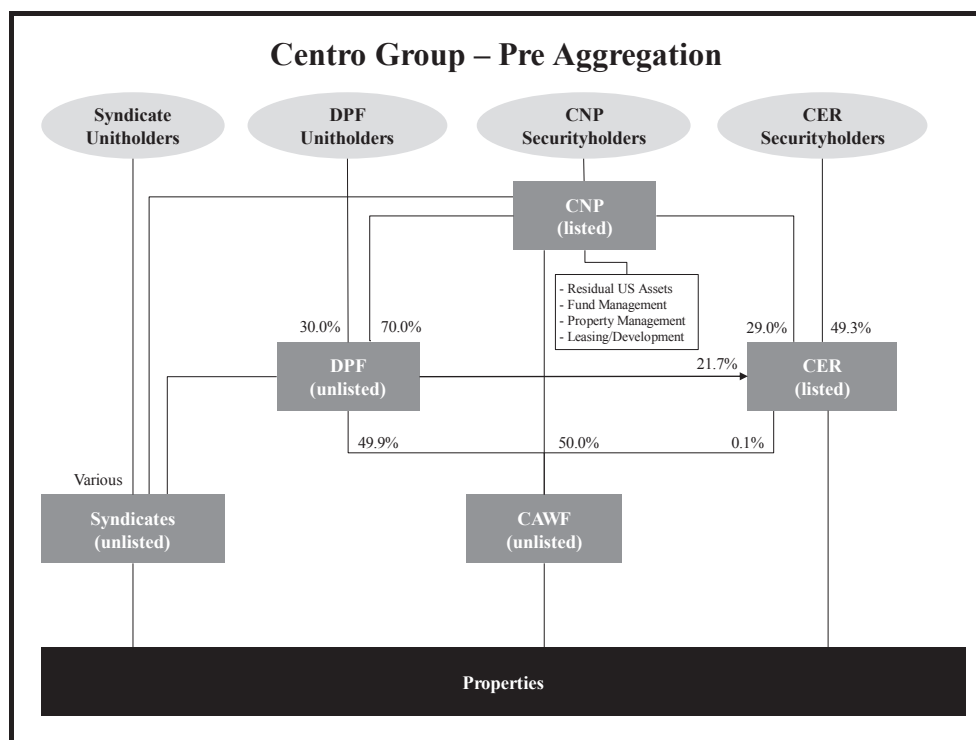 Centro Group – Pre Aggregation
Syndicate
Unitholders
DPF
Unitholders
CNP
Securityholders
CER
Securityholders
CNP
(listed)
- Residual US Assets
- Fund Management
- Property Management
- Leasing/Development
30.0%
70.0%
29.0%
49.3%
DPF
(unlisted)
21.7%
CER
(listed)
49.9%
50.0%
0.1%
Various
Syndicates
(unlisted)
CAWF
(unlisted)
Properties